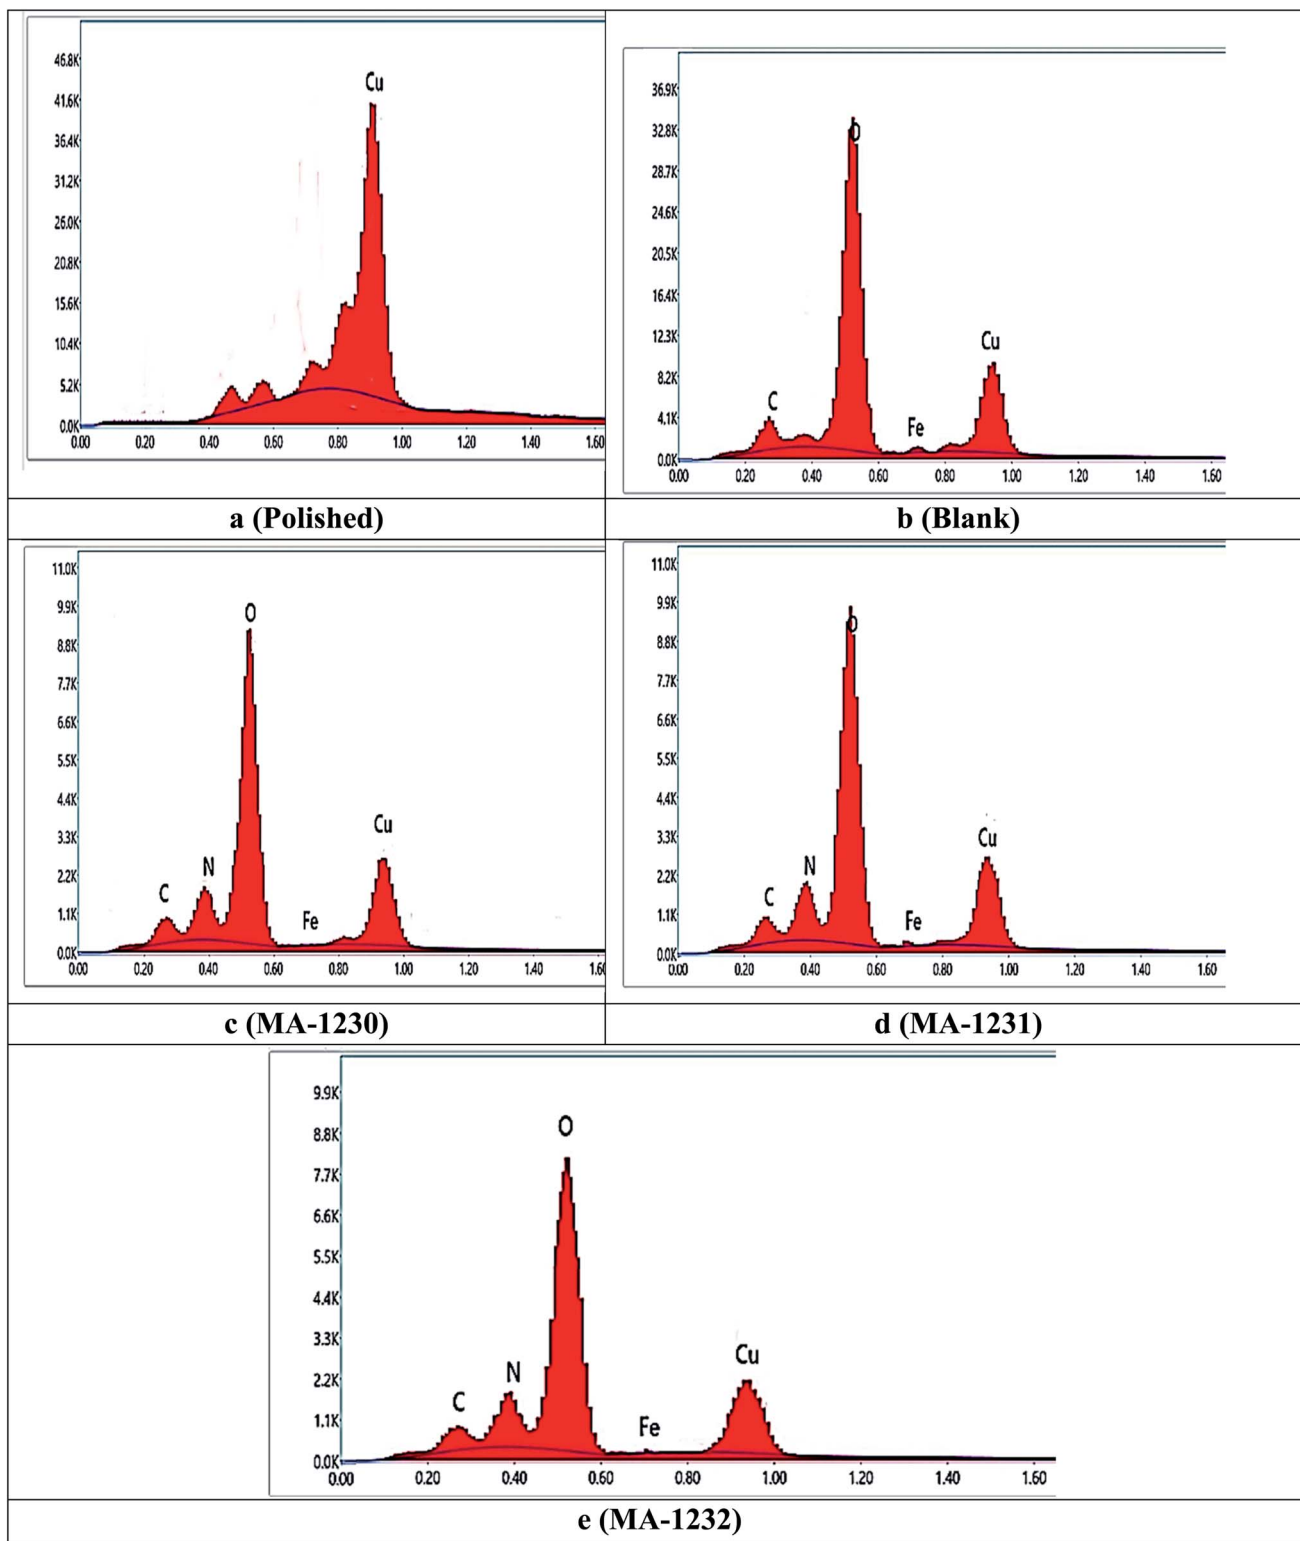 46.8K
41.6K
36.4K
31.2K
26.0K
20.8K
15.6K
10.4K
5.2K
0.0K
Cu
0.00 0.20 0.40 0.60 0.80 1.00 1.20 1.40 1.60
36.9K
32.8K
28.7K
24.6K
20.5K
16.4K
12.3K
8.2K
4.1K
0.0K
C
O
Fe
Cu
0.00 0.20 0.40 0.60 0.80 1.00 1.20 1.40 1.60
a (Polished)
b (Blank)
11.0K
9.9K
8.8K
7.7K
6.6K
5.5K
4.4K
3.3K
2.2K
1.1K
0.0K
C
N
O
Fe
Cu
0.00 0.20 0.40 0.60 0.80 1.00 1.20 1.40 1.60
11.0K
9.9K
8.8K
7.7K
6.6K
5.5K
4.4K
3.3K
2.2K
1.1K
0.0K
C
N
O
Fe
Cu
0.00 0.20 0.40 0.60 0.80 1.00 1.20 1.40 1.60
c (MA-1230)
d (MA-1231)
9.9K
8.8K
7.7K
6.6K
5.5K
4.4K
3.3K
2.2K
1.1K
0.0K
C
N
O
Fe
Cu
0.00 0.20 0.40 0.60 0.80 1.00 1.20 1.40 1.60
e (MA-1232)